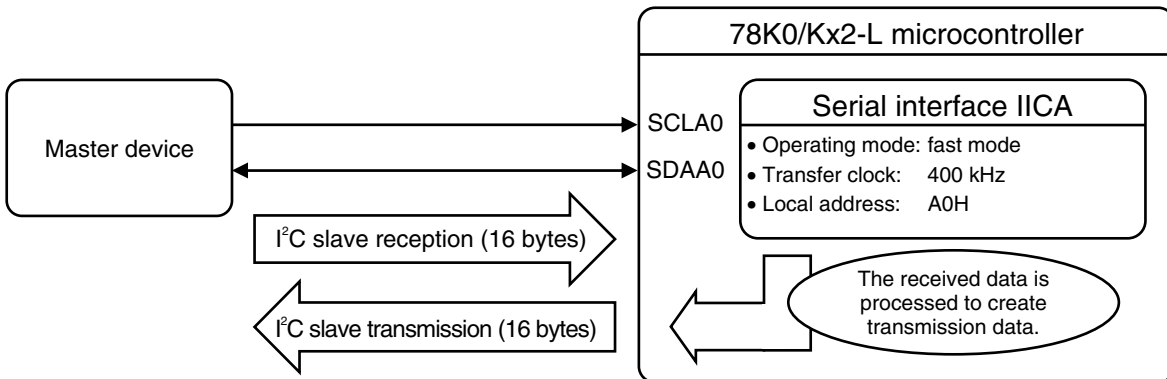 78K0/Kx2-L microcontroller
Master device
SCLA0
SDAA0
Serial interface IICA
• Operating mode: fast mode
• Transfer clock: 400 kHz
• Local address: A0H
I²C slave reception (16 bytes)
I²C slave transmission (16 bytes)
The received data is
processed to create
transmission data.